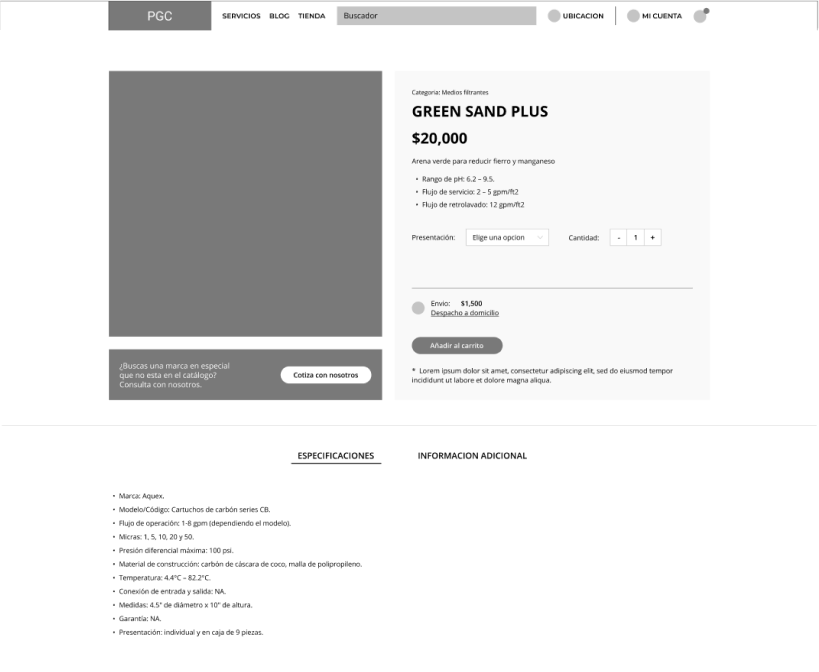 PGC
SERVICIOS BLOG TIENDA
Buscador
UBICACION
MI CUENTA
Categoria: Medios filtrantes
GREEN SAND PLUS
$20,000
Arena verde para reducir fierro y manganeso
• Rango de pH: 6.2 – 9.5.
• Flujo de servicio: 2 – 5 gpm/ft2
• Flujo de retrolavado: 12 gpm/ft2
Presentación: Elige una opcion Cantidad: - 1 +
Envio: $1,500
Despacho a domicilio
Añadir al carrito
* Lorem ipsum dolor sit amet, consectetur adipiscing elit, sed do eiusmod tempor
incididunt ut labore et dolore magna aliqua.
¿Buscas una marca en especial
que no esta en el catálogo?
Consulta con nosotros.
Cotiza con nosotros
ESPECIFICACIONES
INFORMACION ADICIONAL
• Marca: Aquex.
• Modelo/Código: Cartuchos de carbón series CB.
• Flujo de operación: 1-8 gpm (dependiendo el modelo).
• Micras: 1, 5, 10, 20 y 50.
• Presión diferencial máxima: 100 psi.
• Material de construcción: carbón de cáscara de coco, malla de polipropileno.
• Temperatura: 4.4°C – 82.2°C.
• Conexión de entrada y salida: NA.
• Medidas: 4.5" de diámetro x 10" de altura.
• Garantía: NA.
• Presentación: individual y en caja de 9 piezas.